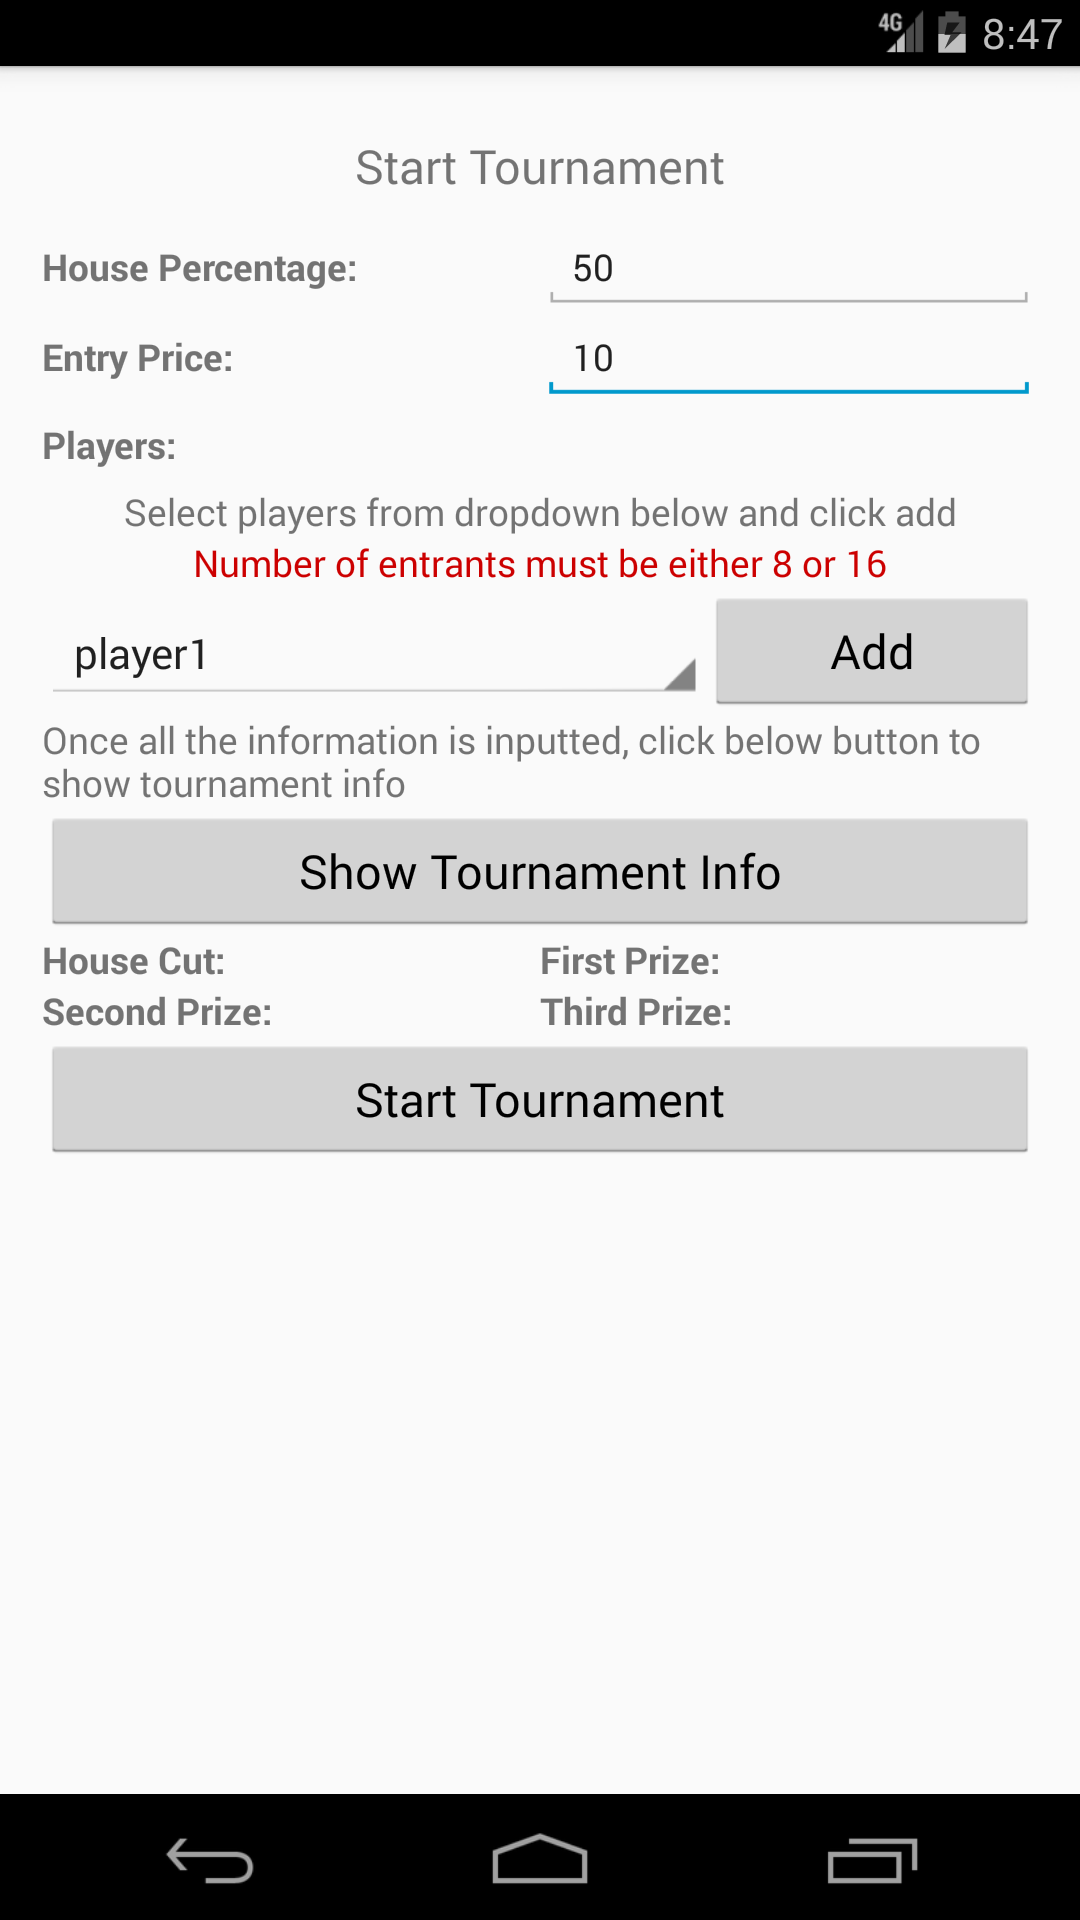 4G 8:47
Start Tournament
House Percentage: 50
Entry Price: 10
Players:
Select players from dropdown below and click add
Number of entrants must be either 8 or 16
player1 Add
Once all the information is inputted, click below button to
show tournament info
Show Tournament Info
House Cut: First Prize:
Second Prize: Third Prize:
Start Tournament